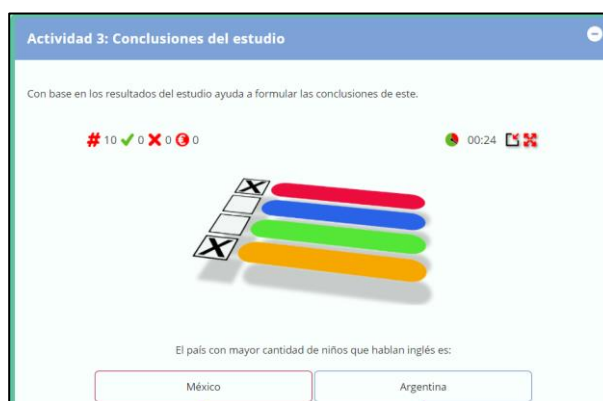 Actividad 3: Conclusiones del estudio
Con base en los resultados del estudio ayuda a formular las conclusiones de este.
# 10 ✓ 0 ✗ 0 0 00:24
El país con mayor cantidad de niños que hablan inglés es:
México Argentina